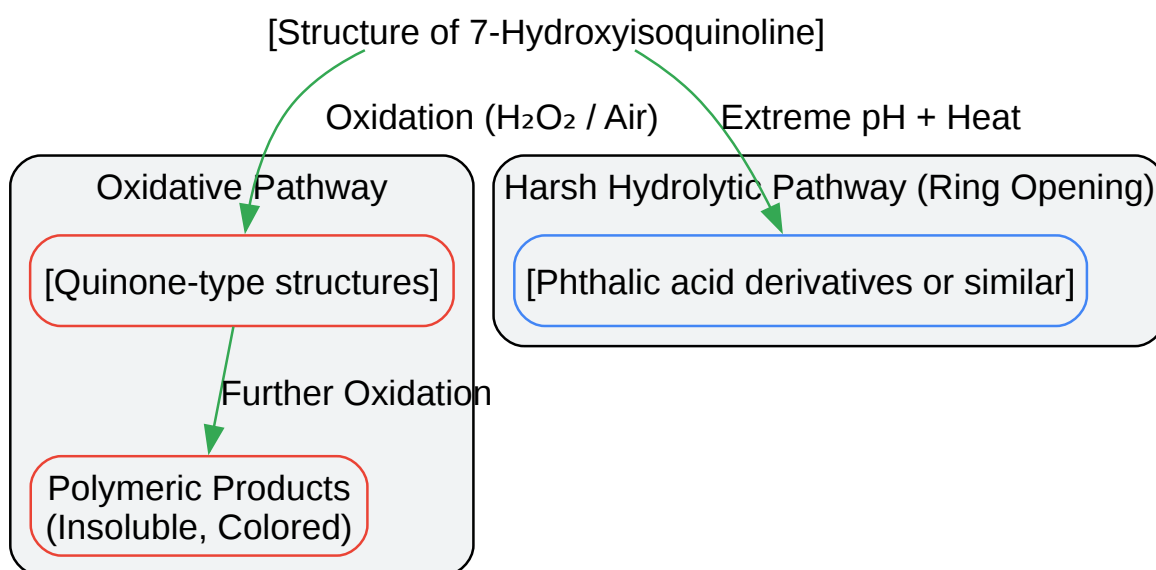 [Structure of 7-Hydroxyisoquinoline]
Oxidation (H₂O₂ / Air)
Extreme pH + Heat
Oxidative Pathway
Harsh Hydrolytic Pathway (Ring Opening)
[Quinone-type structures]
[Phthalic acid derivatives or similar]
Further Oxidation
Polymeric Products
(Insoluble, Colored)